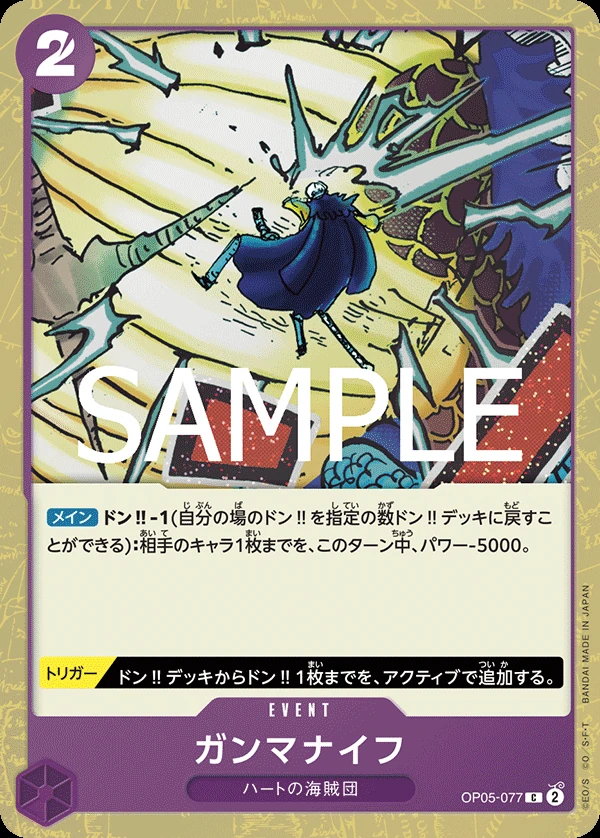 2
SAMPLE
メイン ドン!!-1(自分の場のドン!!を指定の数ドン!!デッキに戻すこ
とができる):相手のキャラ1枚までを、このターン中、パワー-5000。
トリガー ドン!!デッキからドン!!1枚までを、アクティブで追加する。
EVENT
ガンマナイフ
ハートの海賊団
OP05-077 C 2
©E.O/S ©O./S・F・T BANDAI MADE IN JAPAN